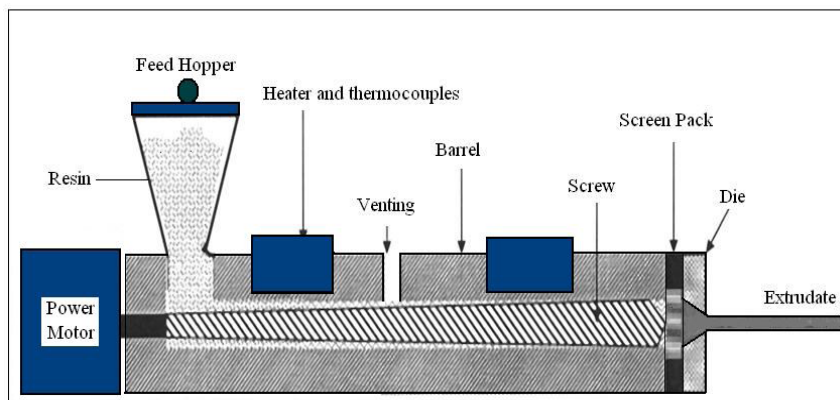 Feed Hopper
Heater and thermocouples
Screen Pack
Barrel
Resin
Screw
Venting
Die
Extrudate
Power
Motor